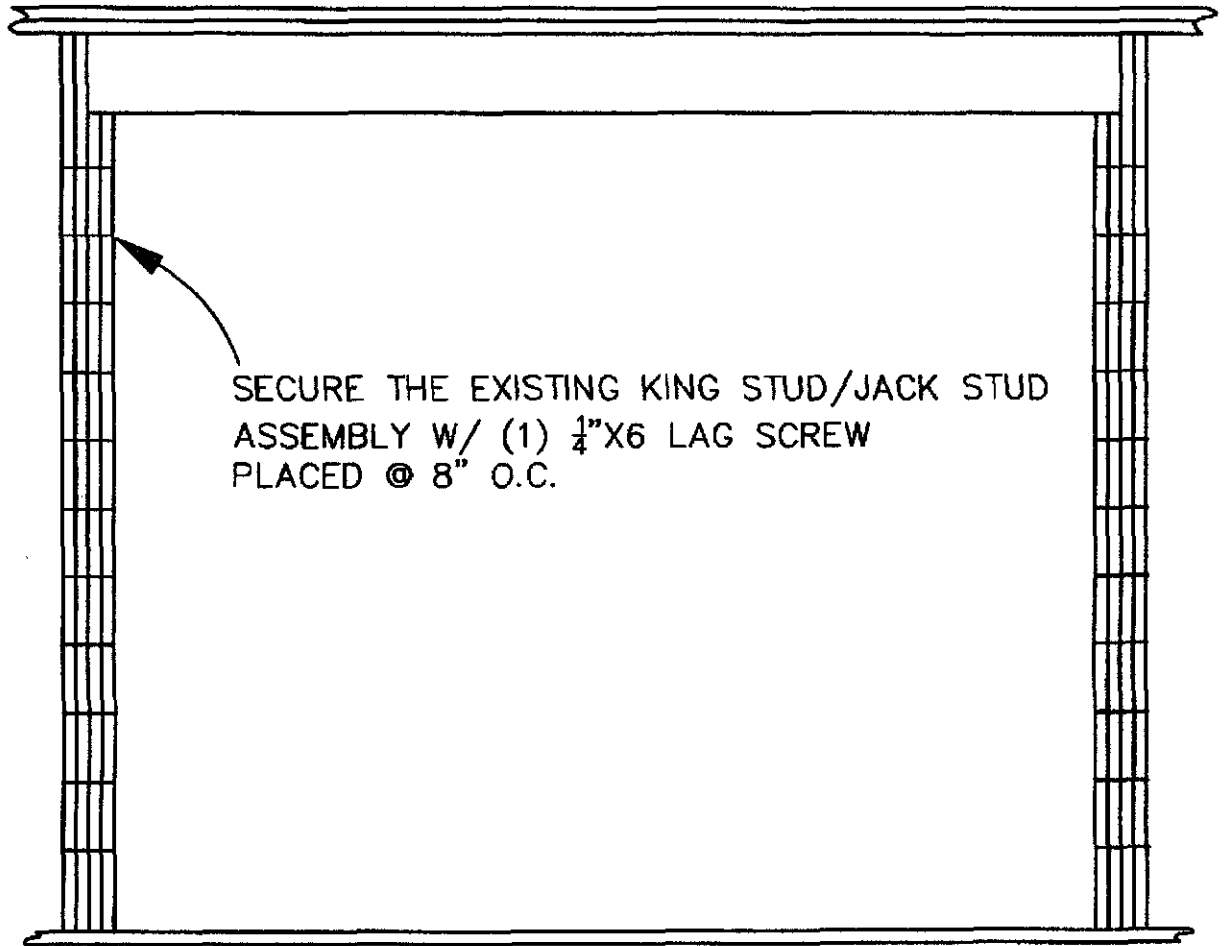 SECURE THE EXISTING KING STUD/JACK STUD
ASSEMBLY W/ (1) ¼"X6 LAG SCREW
PLACED @ 8" O.C.